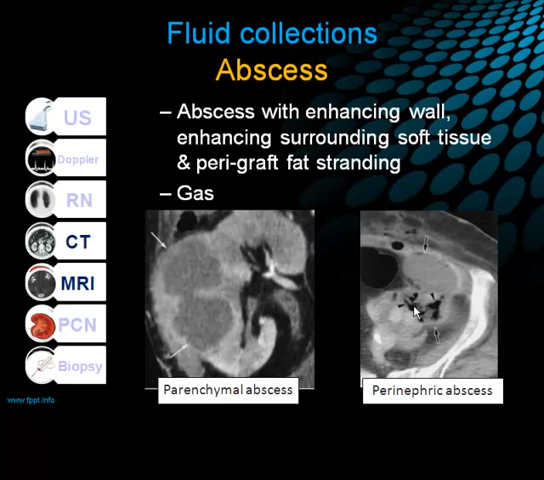 Fluid collections
Abscess
– Abscess with enhancing wall,
enhancing surrounding soft tissue
& peri-graft fat stranding
– Gas
US
Doppler
RN
CT
MRI
PCN
Biopsy
Parenchymal abscess
Perinephric abscess
www.fppt.info